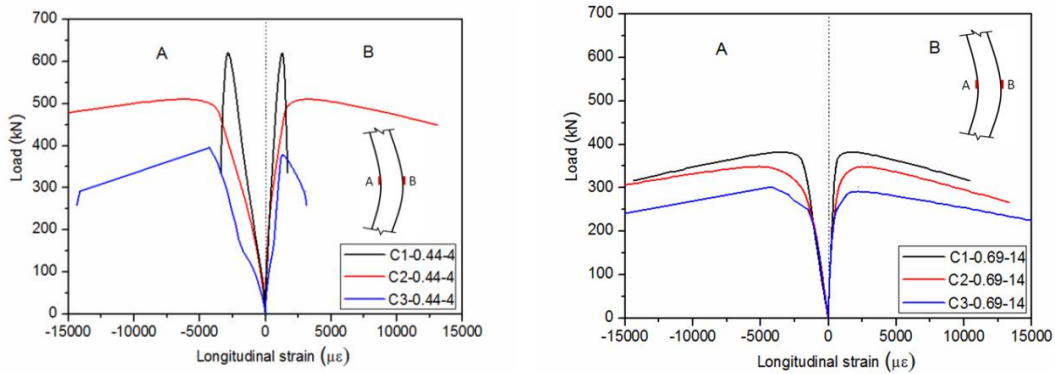 700
600
500
400
300
200
100
0
Load (kN)
A
B
A
B
C1-0.44-4
C2-0.44-4
C3-0.44-4
-15000 -10000 -5000 0 5000 10000 15000
Longitudinal strain (με)
700
600
500
400
300
200
100
0
Load (kN)
A
B
A
B
C1-0.69-14
C2-0.69-14
C3-0.69-14
-15000 -10000 -5000 0 5000 10000 15000
Longitudinal strain (με)